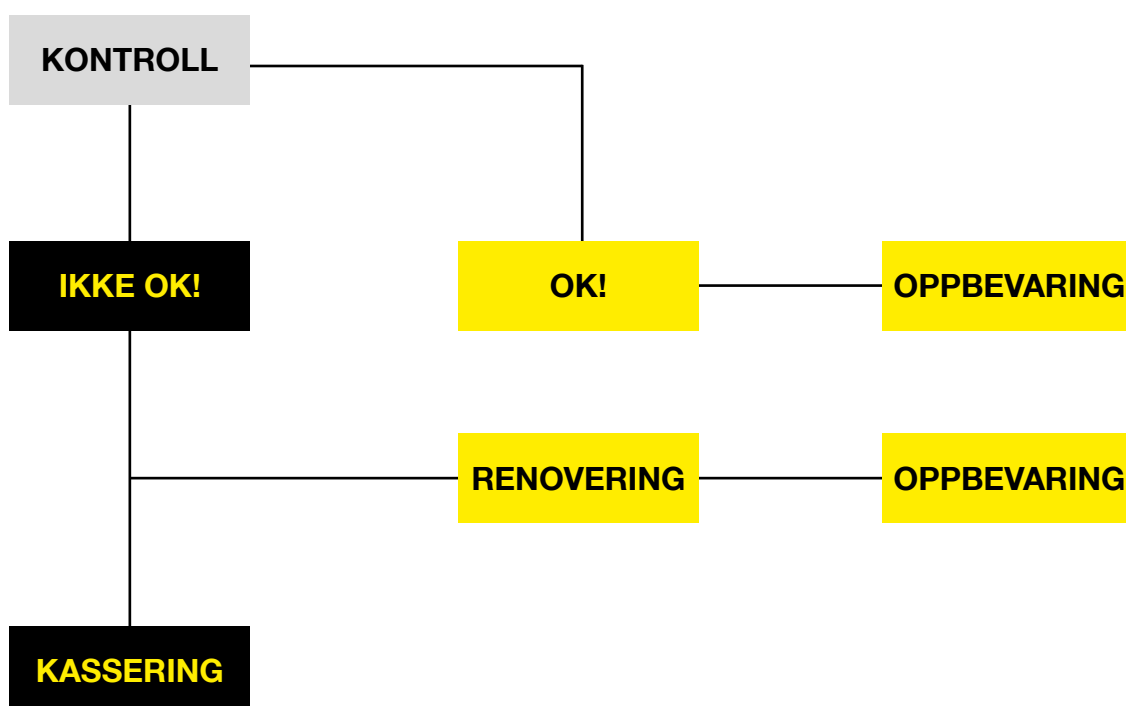 KONTROLL
IKKE OK!
OK!
OPPBEVARING
RENOVERING
OPPBEVARING
KASSERING